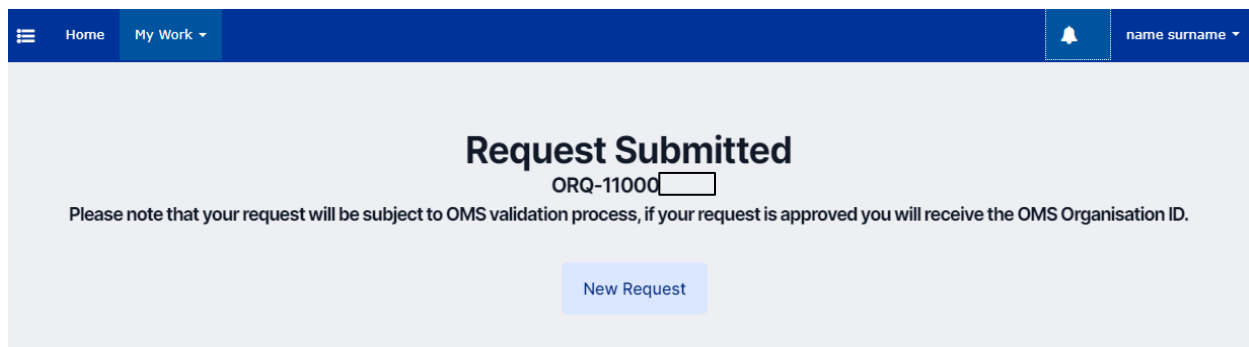 Home My Work name surname
Request Submitted
ORQ-11000
Please note that your request will be subject to OMS validation process, if your request is approved you will receive the OMS Organisation ID.
New Request